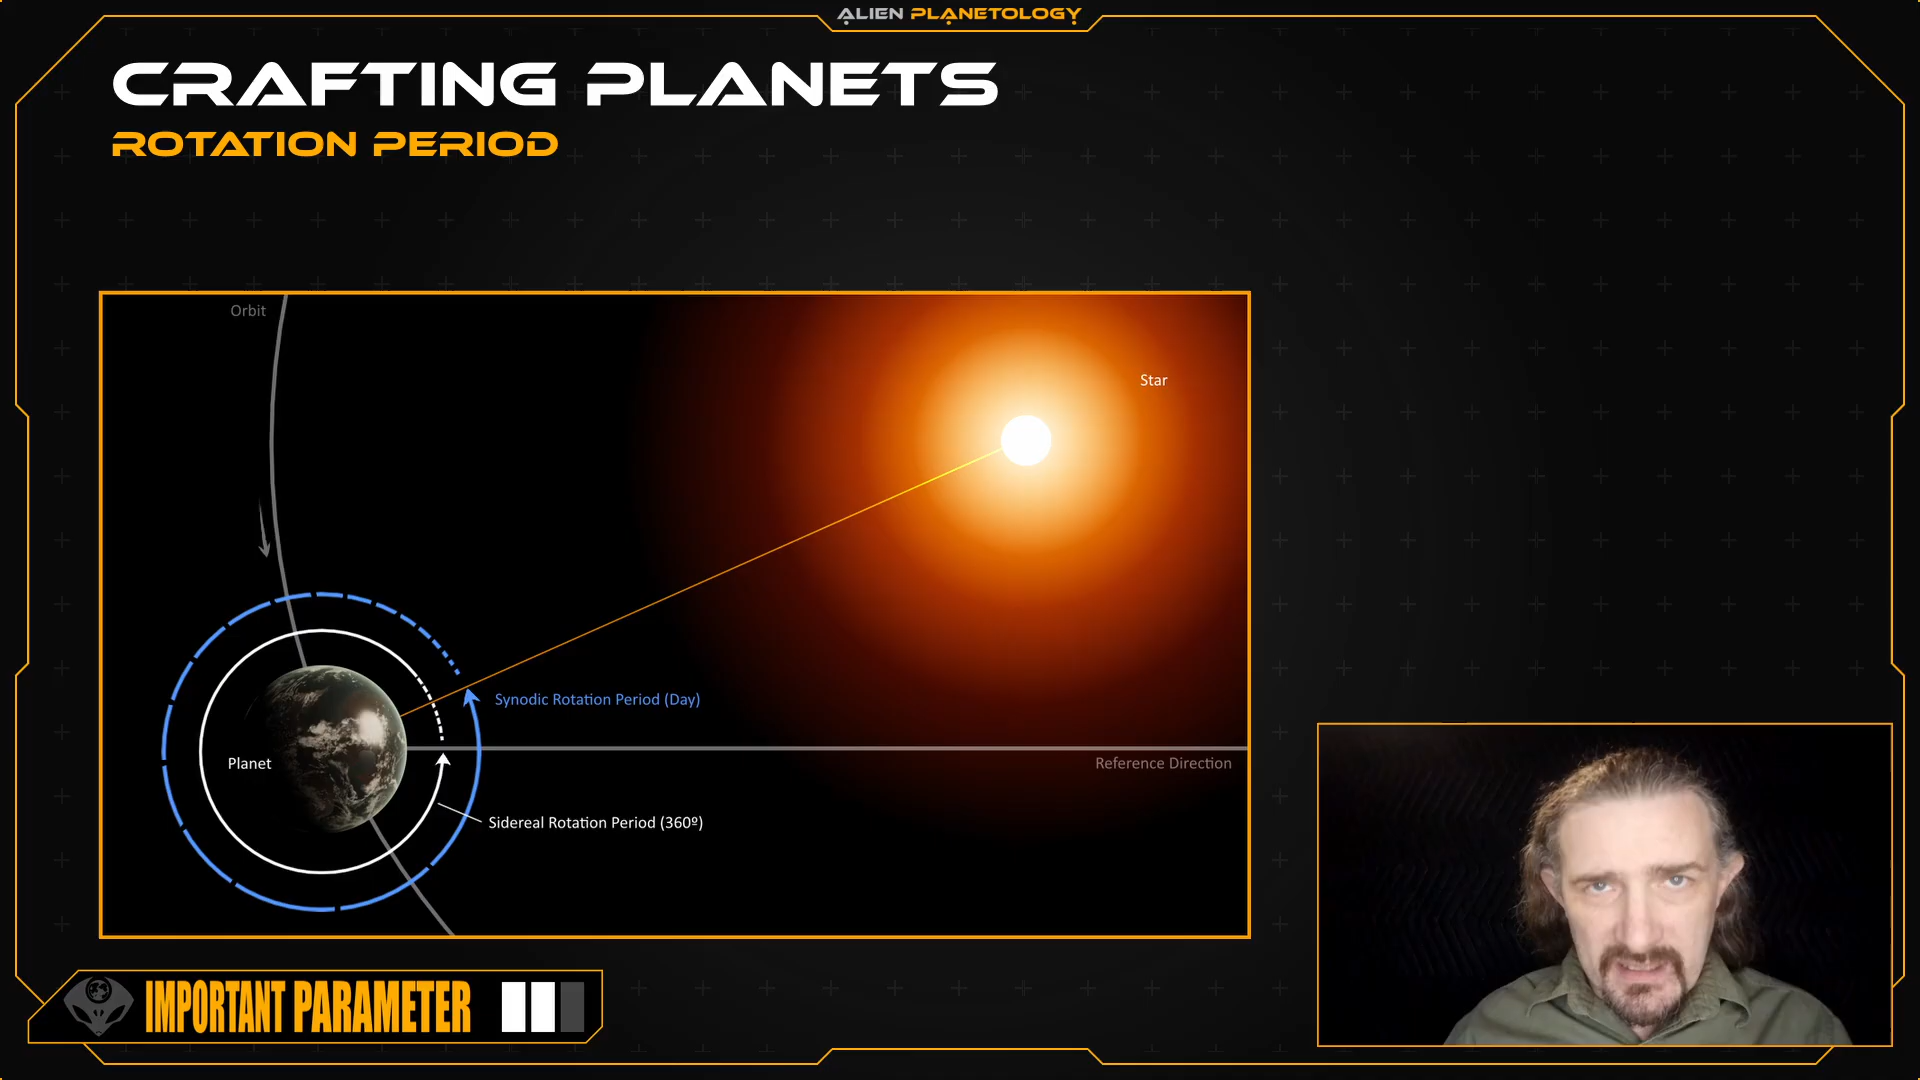 ALIEN PLANETOLOGY
CRAFTING PLANETS
ROTATION PERIOD
Orbit
Star
Synodic Rotation Period (Day)
Planet
Reference Direction
Sidereal Rotation Period (360º)
IMPORTANT PARAMETER